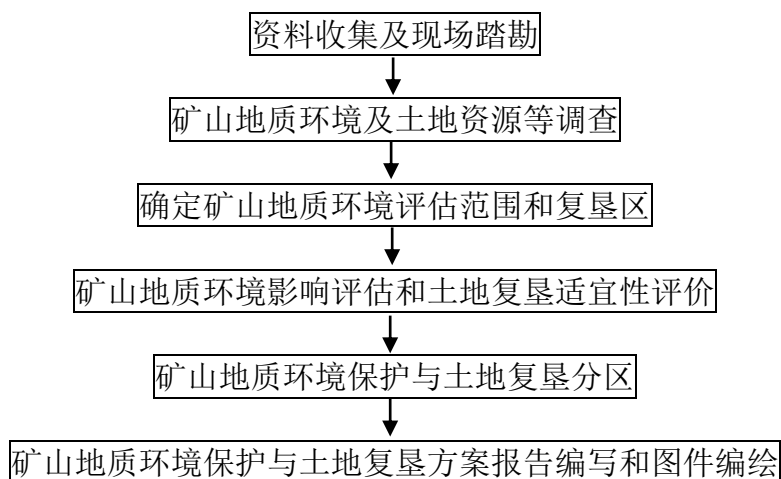 资料收集及现场踏勘
矿山地质环境及土地资源等调查
确定矿山地质环境评估范围和复垦区
矿山地质环境影响评估和土地复垦适宜性评价
矿山地质环境保护与土地复垦分区
矿山地质环境保护与土地复垦方案报告编写和图件编绘